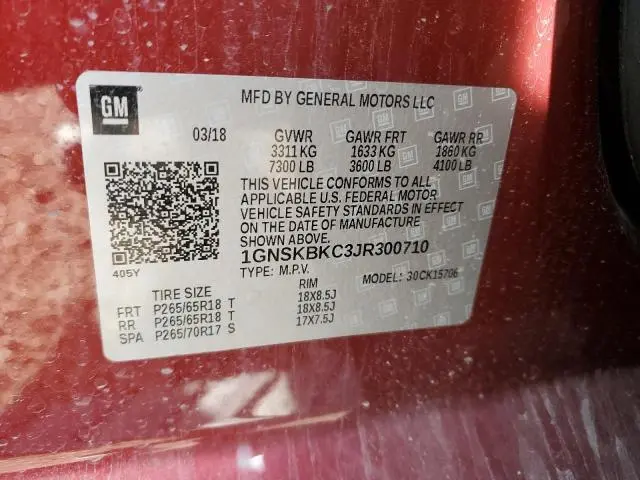 GM
MFD BY GENERAL MOTORS LLC
03/18 GVWR GAWR FRT GAWR RR
3311 KG 1633 KG 1860 KG
7300 LB 3600 LB 4100 LB
THIS VEHICLE CONFORMS TO ALL
APPLICABLE U.S. FEDERAL MOTOR
VEHICLE SAFETY STANDARDS IN EFFECT
ON THE DATE OF MANUFACTURE
SHOWN ABOVE.
1GNSKBKC3JR300710
405Y
TYPE: M.P.V. MODEL: 30CK15706
TIRE SIZE RIM
FRT P265/65R18 T 18X8.5J
RR P265/65R18 T 18X8.5J
SPA P265/70R17 S 17X7.5J